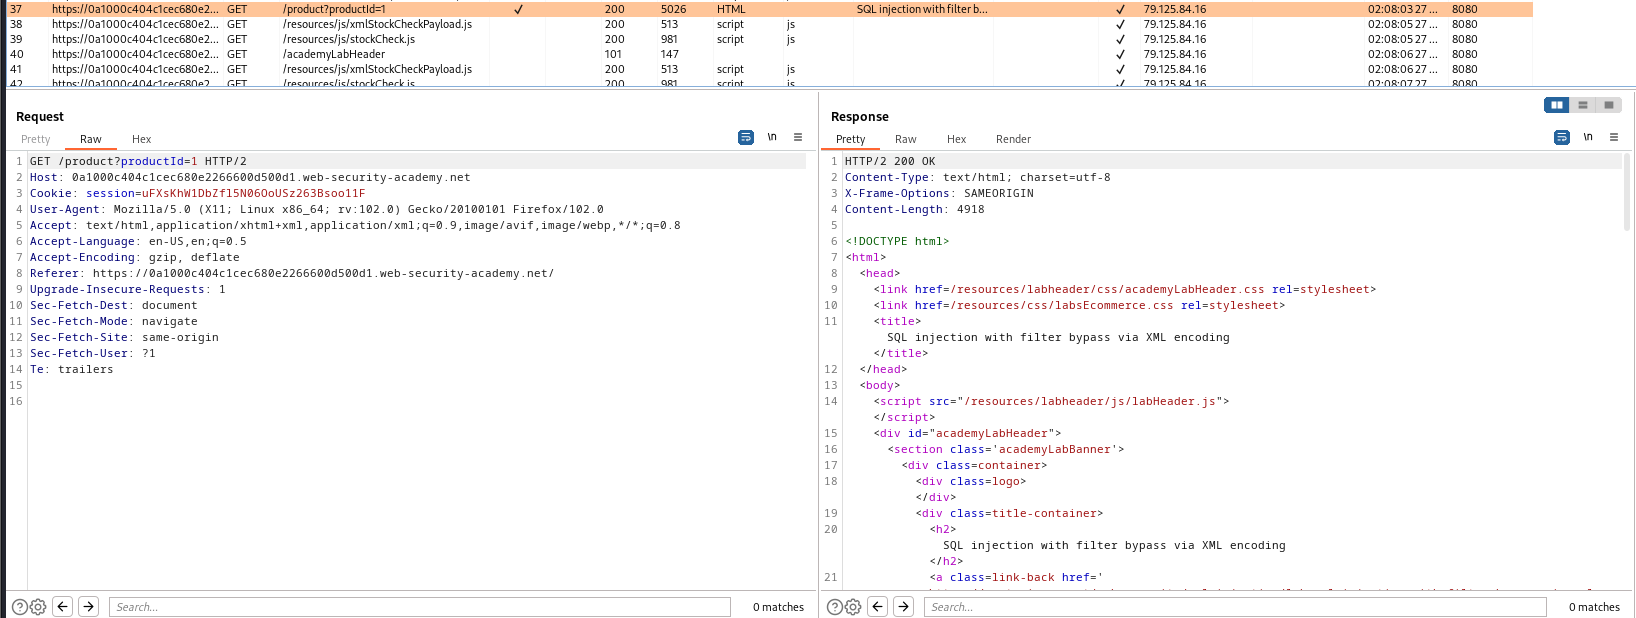 37 https://0a1000c404c1cec680e2... GET /product?productId=1 ✓ 200 5026 HTML SQL injection with filter b... ✓ 79.125.84.16 02:08:03 27 ... 8080
38 https://0a1000c404c1cec680e2... GET /resources/js/xmlStockCheckPayload.js 200 513 script js ✓ 79.125.84.16 02:08:05 27 ... 8080
39 https://0a1000c404c1cec680e2... GET /resources/js/stockCheck.js 200 981 script js ✓ 79.125.84.16 02:08:05 27 ... 8080
40 https://0a1000c404c1cec680e2... GET /academyLabHeader 101 147 ✓ 79.125.84.16 02:08:06 27 ... 8080
41 https://0a1000c404c1cec680e2... GET /resources/js/xmlStockCheckPayload.js 200 513 script js ✓ 79.125.84.16 02:08:06 27 ... 8080
42 https://0a1000c404c1cec680e2... GET /resources/js/stockCheck.js 200 981 script js ✓ 79.125.84.16 02:08:07 27 ... 8080
Request
Pretty Raw Hex \n
1 GET /product?productId=1 HTTP/2
2 Host: 0a1000c404c1cec680e2266600d500d1.web-security-academy.net
3 Cookie: session=uFXsKhW1DbZfl5N06OoUSz263Bsoo11F
4 User-Agent: Mozilla/5.0 (X11; Linux x86_64; rv:102.0) Gecko/20100101 Firefox/102.0
5 Accept: text/html,application/xhtml+xml,application/xml;q=0.9,image/avif,image/webp,*/*;q=0.8
6 Accept-Language: en-US,en;q=0.5
7 Accept-Encoding: gzip, deflate
8 Referer: https://0a1000c404c1cec680e2266600d500d1.web-security-academy.net/
9 Upgrade-Insecure-Requests: 1
10 Sec-Fetch-Dest: document
11 Sec-Fetch-Mode: navigate
12 Sec-Fetch-Site: same-origin
13 Sec-Fetch-User: ?1
14 Te: trailers
15
16
Search... 0 matches
Response
Pretty Raw Hex Render \n
1 HTTP/2 200 OK
2 Content-Type: text/html; charset=utf-8
3 X-Frame-Options: SAMEORIGIN
4 Content-Length: 4918
5
6 <!DOCTYPE html>
7 <html>
8 <head>
9 <link href=/resources/labheader/css/academyLabHeader.css rel=stylesheet>
10 <link href=/resources/css/labsEcommerce.css rel=stylesheet>
11 <title>
SQL injection with filter bypass via XML encoding
</title>
12 </head>
13 <body>
14 <script src="/resources/labheader/js/labHeader.js">
</script>
15 <div id="academyLabHeader">
16 <section class='academyLabBanner'>
17 <div class=container>
18 <div class=logo>
</div>
19 <div class=title-container>
20 <h2>
SQL injection with filter bypass via XML encoding
</h2>
21 <a class=link-back href='
Search... 0 matches